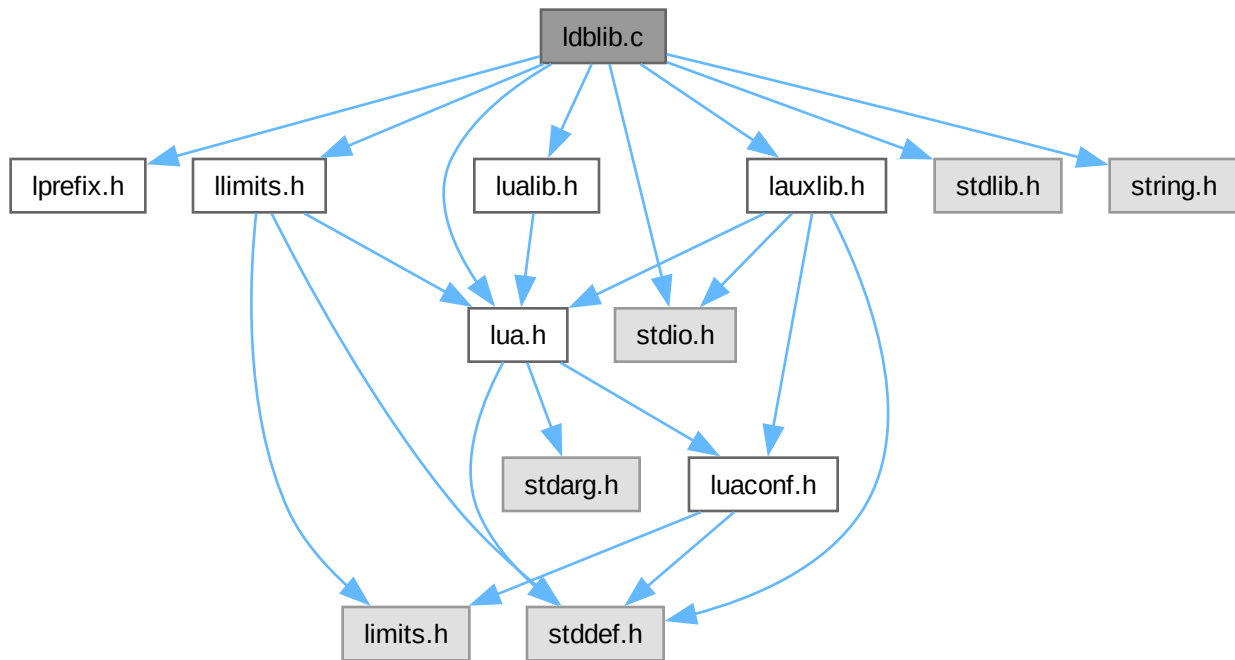 ldblib.c
lprefix.h
llimits.h
lualib.h
lauxlib.h
stdlib.h
string.h
lua.h
stdio.h
stdarg.h
luaconf.h
limits.h
stddef.h